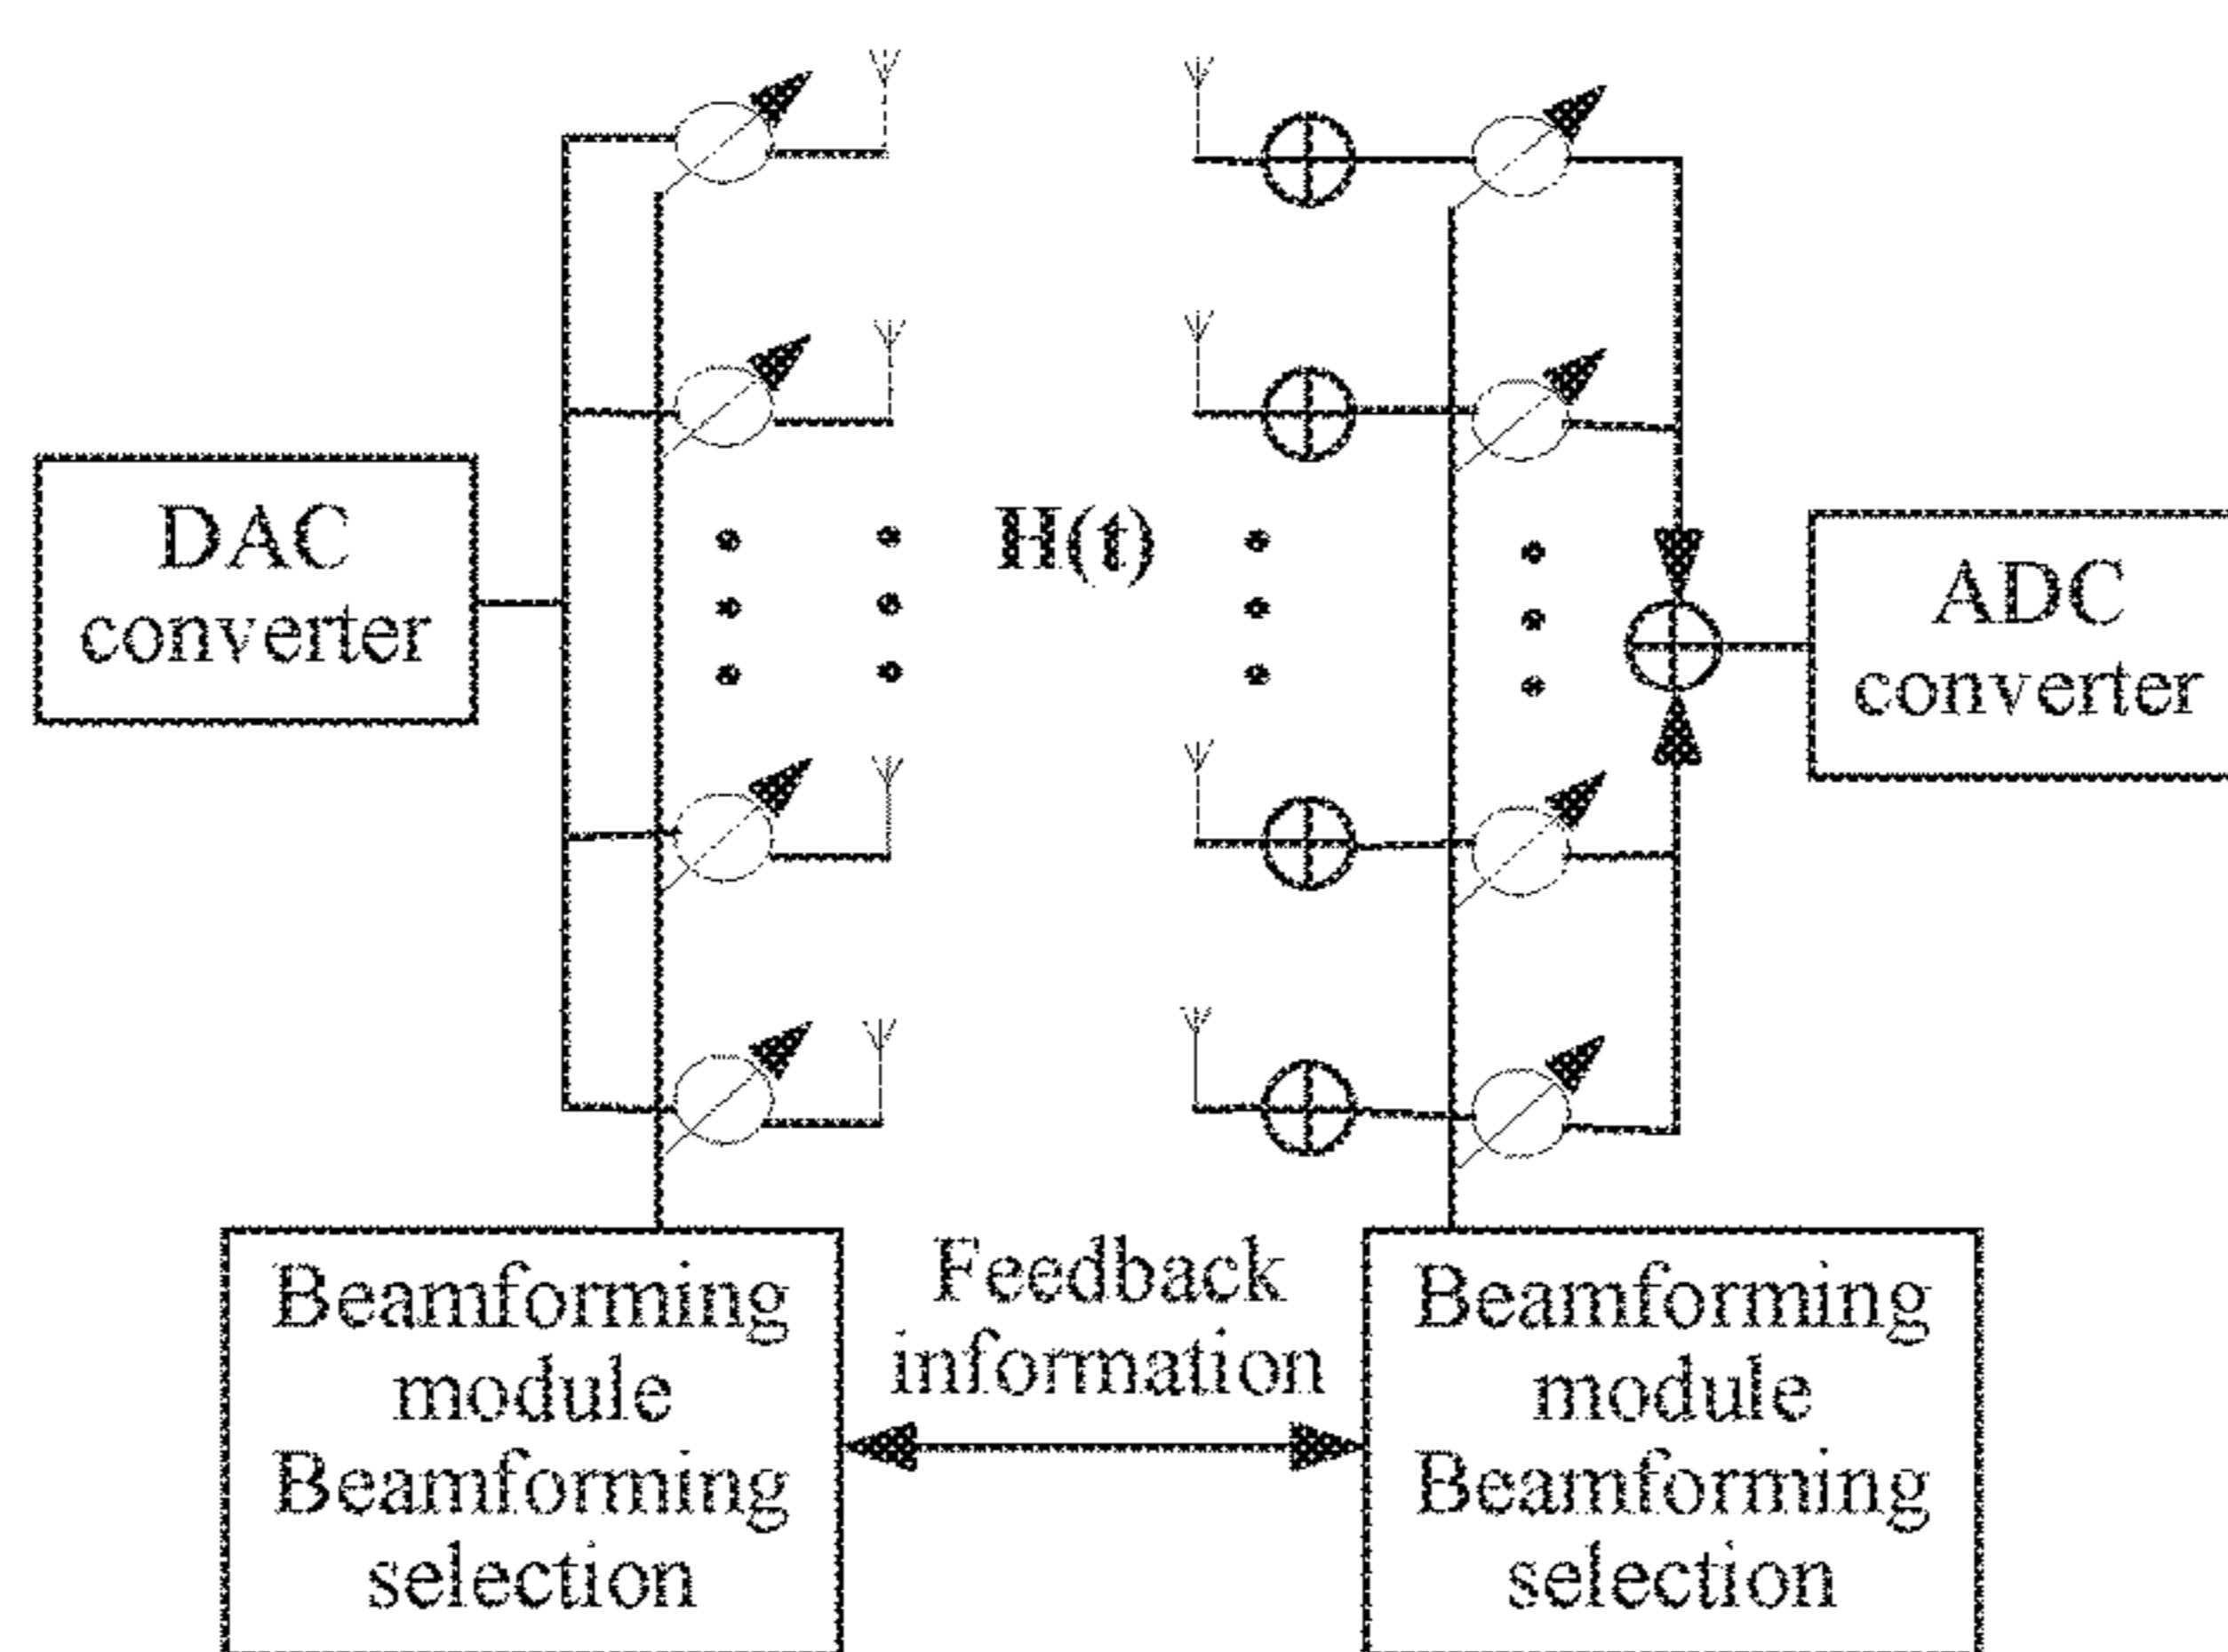 DAC
converter
H(t)
ADC
converter
Beamforming
module
Beamforming
selection
Feedback
information
Beamforming
module
Beamforming
selection